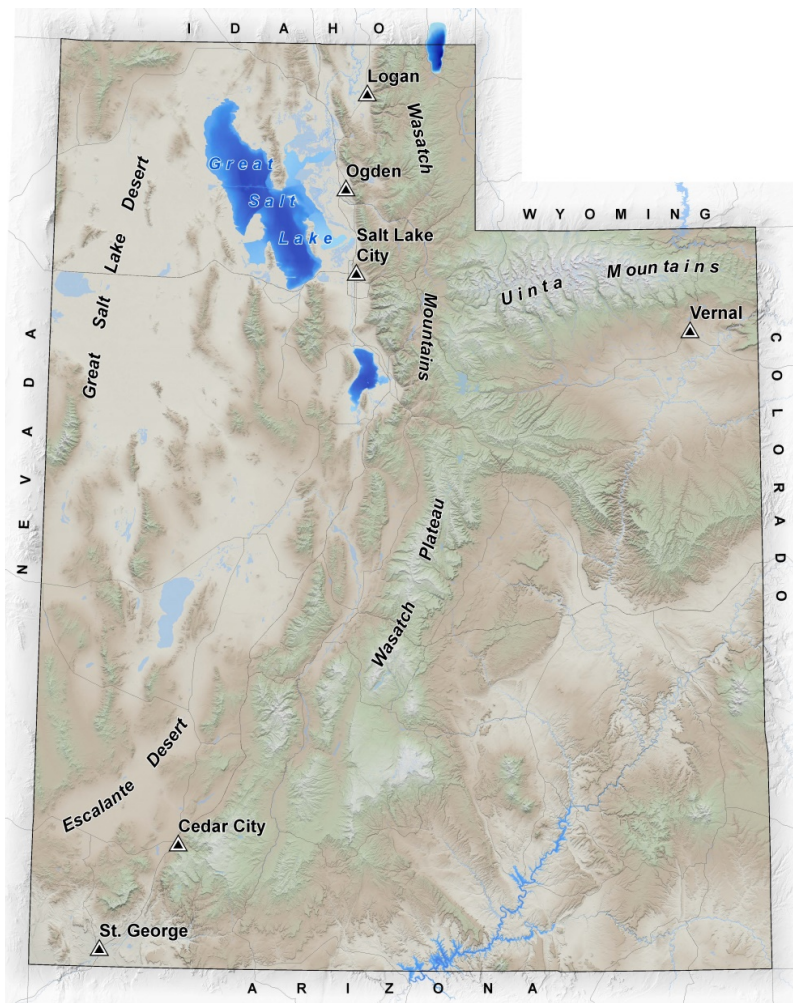 IDAHO
Logan
Wasatch
Great
Ogden
Salt
Lake
Great Salt Lake Desert
Salt Lake
City
WYOMING
Uinta Mountains
Mountains
Vernal
NEVADA
COLORADO
Wasatch Plateau
Escalante Desert
Cedar City
St. George
ARIZONA